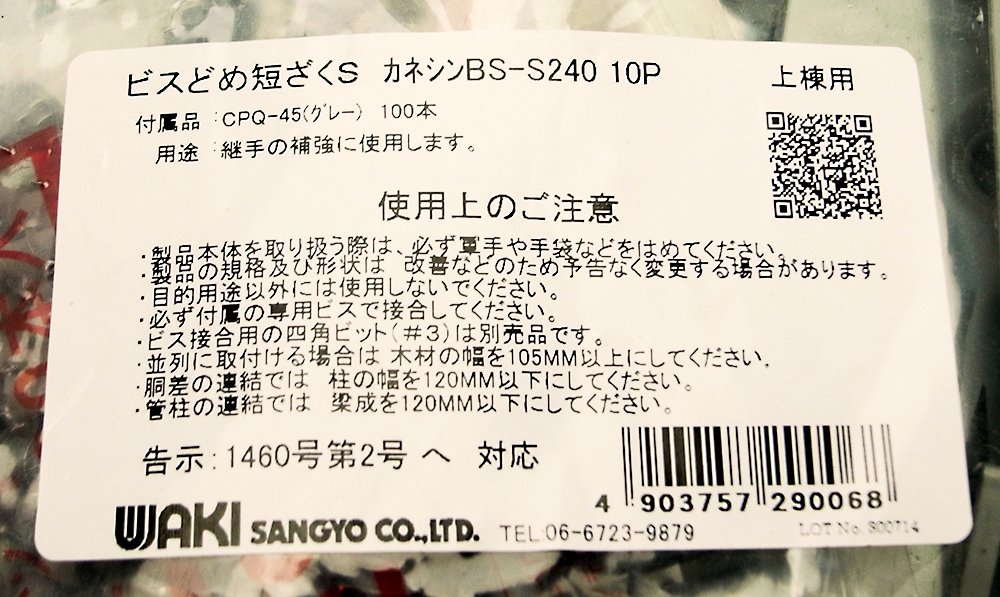 ビスどめ短ざくS カネシンBS-S240 10P
上棟用
付属品 :CPQ-45(グレー) 100本
用途 :継手の補強に使用します。
使用上のご注意
・製品本体を取り扱う際は、必ず軍手や手袋などをはめてください。
・製品の規格及び形状は 改善などのため予告なく変更する場合があります。
・目的用途以外には使用しないでください。
・必ず付属の専用ビスで接合してください。
・ビス接合用の四角ビット(#3)は別売品です。
・並列に取付ける場合は 木材の幅を105MM以上にしてください.
・胴差の連結では 柱の幅を120MM以下にしてください。
・管柱の連結では 梁成を120MM以下にしてください。
告示:1460号第2号 へ 対応
4 903757 290068
WAKI SANGYO CO.,LTD. TEL:06-6723-9879
LOT No. S00714